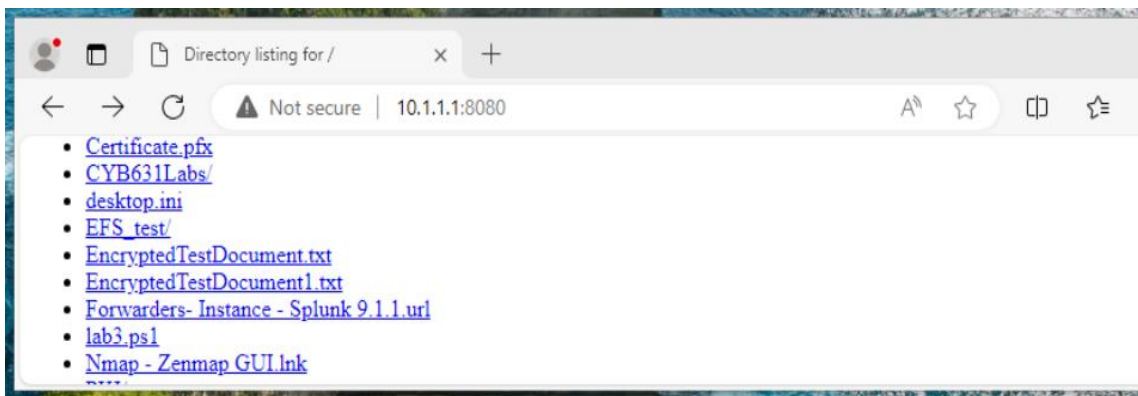 Directory listing for /
Not secure | 10.1.1.1:8080
Certificate.pfx
CYB631Labs/
desktop.ini
EFS_test/
EncryptedTestDocument.txt
EncryptedTestDocument1.txt
Forwarders- Instance - Splunk 9.1.1.url
lab3.ps1
Nmap - Zenmap GUI.lnk